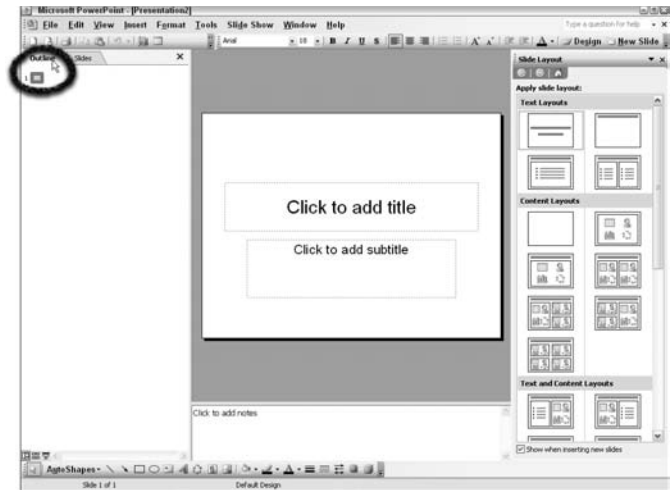 Microsoft PowerPoint - [Presentation2]
File Edit View Insert Format Tools Slide Show Window Help Type a question for help
Arial 18 B I U S A A A Design New Slide
Outline Slides
1
Slide Layout
Apply slide layout:
Text Layouts
Click to add title
Content Layouts
Click to add subtitle
Text and Content Layouts
Click to add notes
Show when inserting new slides
AutoShapes
Slide 1 of 1 Default Design